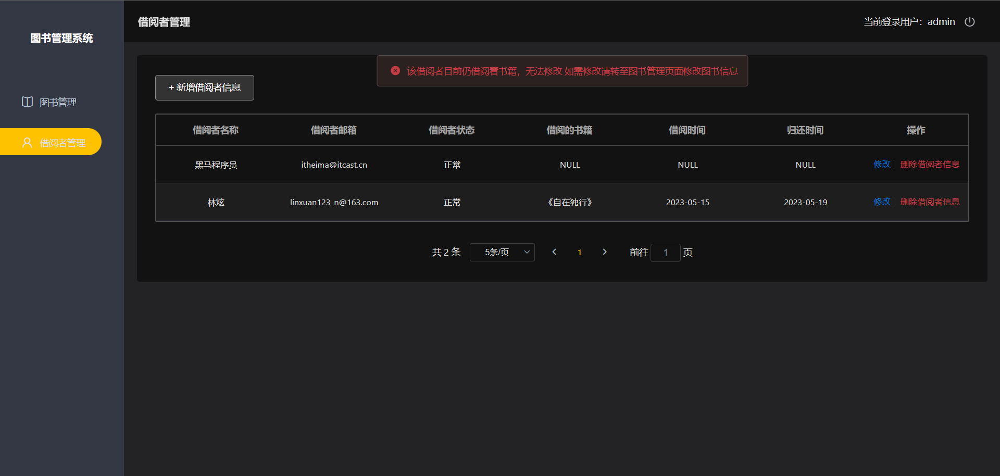 借阅者管理
当前登录用户：admin
图书管理系统
图书管理
借阅者管理
该借阅者目前仍借阅着书籍，无法修改 如需修改请转至图书管理页面修改图书信息
+ 新增借阅者信息
借阅者名称 借阅者邮箱 借阅者状态 借阅的书籍 借阅时间 归还时间 操作
黑马程序员 itheima@itcast.cn 正常 NULL NULL NULL 修改 删除借阅者信息
林炫 linxuan123_n@163.com 正常 《自在独行》 2023-05-15 2023-05-19 修改 删除借阅者信息
共 2 条 5条/页 1 前往 1 页